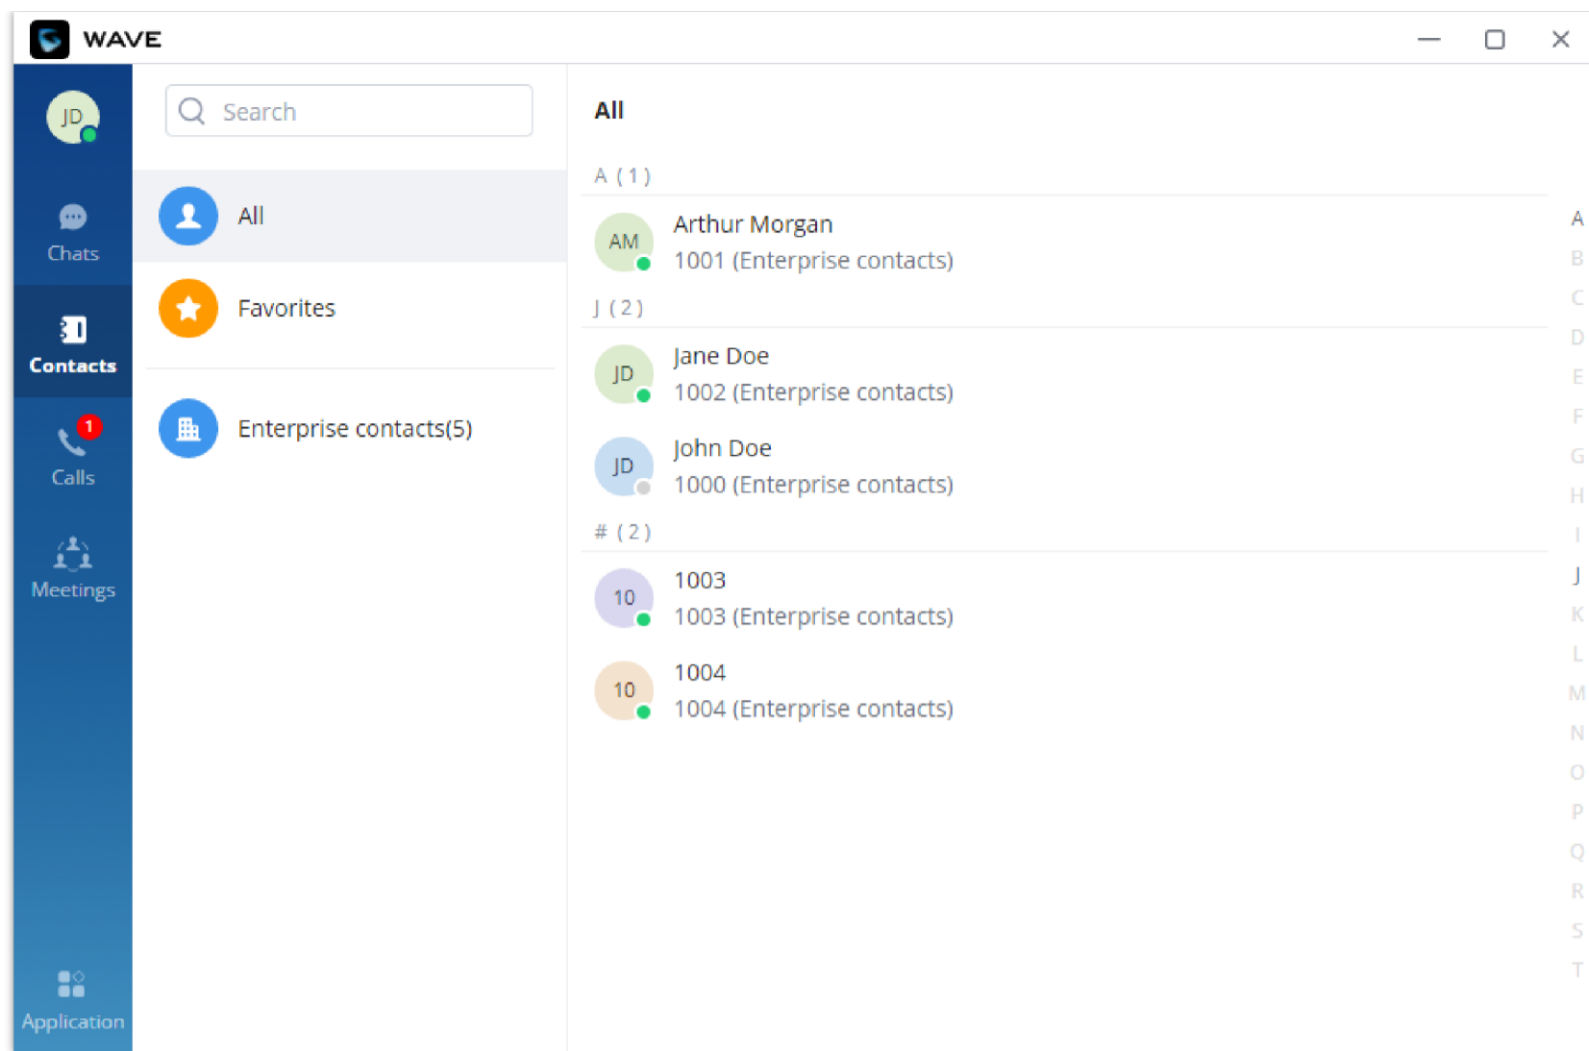 WAVE
JD
Chats
Contacts
1
Calls
Meetings
Application
Search
All
Favorites
Enterprise contacts(5)
All
A (1)
AM
Arthur Morgan
1001 (Enterprise contacts)
J (2)
JD
Jane Doe
1002 (Enterprise contacts)
JD
John Doe
1000 (Enterprise contacts)
# (2)
10
1003
1003 (Enterprise contacts)
10
1004
1004 (Enterprise contacts)
A
B
C
D
E
F
G
H
I
J
K
L
M
N
O
P
Q
R
S
T